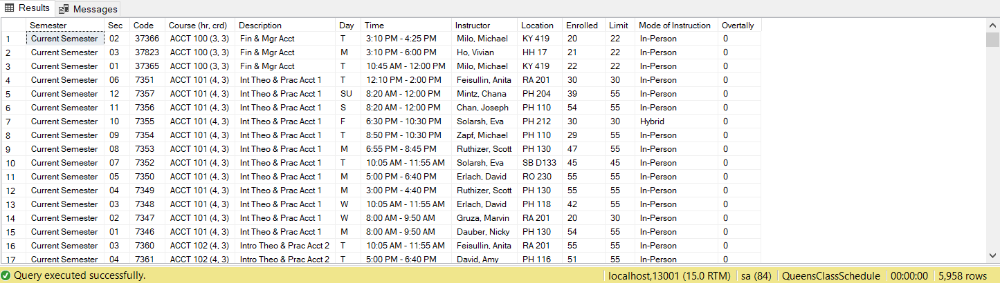 Results Messages
Semester Sec Code Course (hr, crd) Description Day Time Instructor Location Enrolled Limit Mode of Instruction Overtally
1 Current Semester 02 37366 ACCT 100 (3, 3) Fin & Mgr Acct T 3:10 PM - 4:25 PM Milo, Michael KY 419 20 22 In-Person 0
2 Current Semester 03 37823 ACCT 100 (3, 3) Fin & Mgr Acct M 3:10 PM - 6:00 PM Ho, Vivian HH 17 21 22 In-Person 0
3 Current Semester 01 37365 ACCT 100 (3, 3) Fin & Mgr Acct T 10:45 AM - 12:00 PM Milo, Michael KY 419 22 22 In-Person 0
4 Current Semester 06 7351 ACCT 101 (4, 3) Int Theo & Prac Acct 1 T 12:10 PM - 2:00 PM Feisullin, Anita RA 201 30 30 In-Person 0
5 Current Semester 12 7357 ACCT 101 (4, 3) Int Theo & Prac Acct 1 SU 8:20 AM - 12:00 PM Mintz, Chana PH 204 39 55 In-Person 0
6 Current Semester 11 7356 ACCT 101 (4, 3) Int Theo & Prac Acct 1 S 8:20 AM - 12:00 PM Chan, Joseph PH 110 54 55 In-Person 0
7 Current Semester 10 7355 ACCT 101 (4, 3) Int Theo & Prac Acct 1 F 6:30 PM - 10:30 PM Solarsh, Eva PH 212 30 30 Hybrid 0
8 Current Semester 09 7354 ACCT 101 (4, 3) Int Theo & Prac Acct 1 T 8:50 PM - 10:30 PM Zapf, Michael PH 110 29 55 In-Person 0
9 Current Semester 08 7353 ACCT 101 (4, 3) Int Theo & Prac Acct 1 M 6:55 PM - 8:45 PM Ruthizer, Scott PH 130 47 55 In-Person 0
10 Current Semester 07 7352 ACCT 101 (4, 3) Int Theo & Prac Acct 1 T 10:05 AM - 11:55 AM Solarsh, Eva SB D133 45 45 In-Person 0
11 Current Semester 05 7350 ACCT 101 (4, 3) Int Theo & Prac Acct 1 M 5:00 PM - 6:40 PM Erlach, David RO 230 55 55 In-Person 0
12 Current Semester 04 7349 ACCT 101 (4, 3) Int Theo & Prac Acct 1 M 3:00 PM - 4:40 PM Ruthizer, Scott PH 130 55 55 In-Person 0
13 Current Semester 03 7348 ACCT 101 (4, 3) Int Theo & Prac Acct 1 W 10:05 AM - 11:55 AM Erlach, David PH 118 42 55 In-Person 0
14 Current Semester 02 7347 ACCT 101 (4, 3) Int Theo & Prac Acct 1 W 8:00 AM - 9:50 AM Gruza, Marvin RA 201 20 30 In-Person 0
15 Current Semester 01 7346 ACCT 101 (4, 3) Int Theo & Prac Acct 1 M 8:00 AM - 9:50 AM Dauber, Nicky PH 130 54 55 In-Person 0
16 Current Semester 03 7360 ACCT 102 (4, 3) Intro Theo & Prac Acct 2 T 10:05 AM - 11:55 AM Feisullin, Anita RA 201 55 55 In-Person 0
17 Current Semester 04 7361 ACCT 102 (4, 3) Intro Theo & Prac Acct 2 T 5:00 PM - 6:40 PM David, Amy PH 116 51 55 In-Person 0
Query executed successfully. localhost,13001 (15.0 RTM) sa (84) QueensClassSchedule 00:00:00 5,958 rows